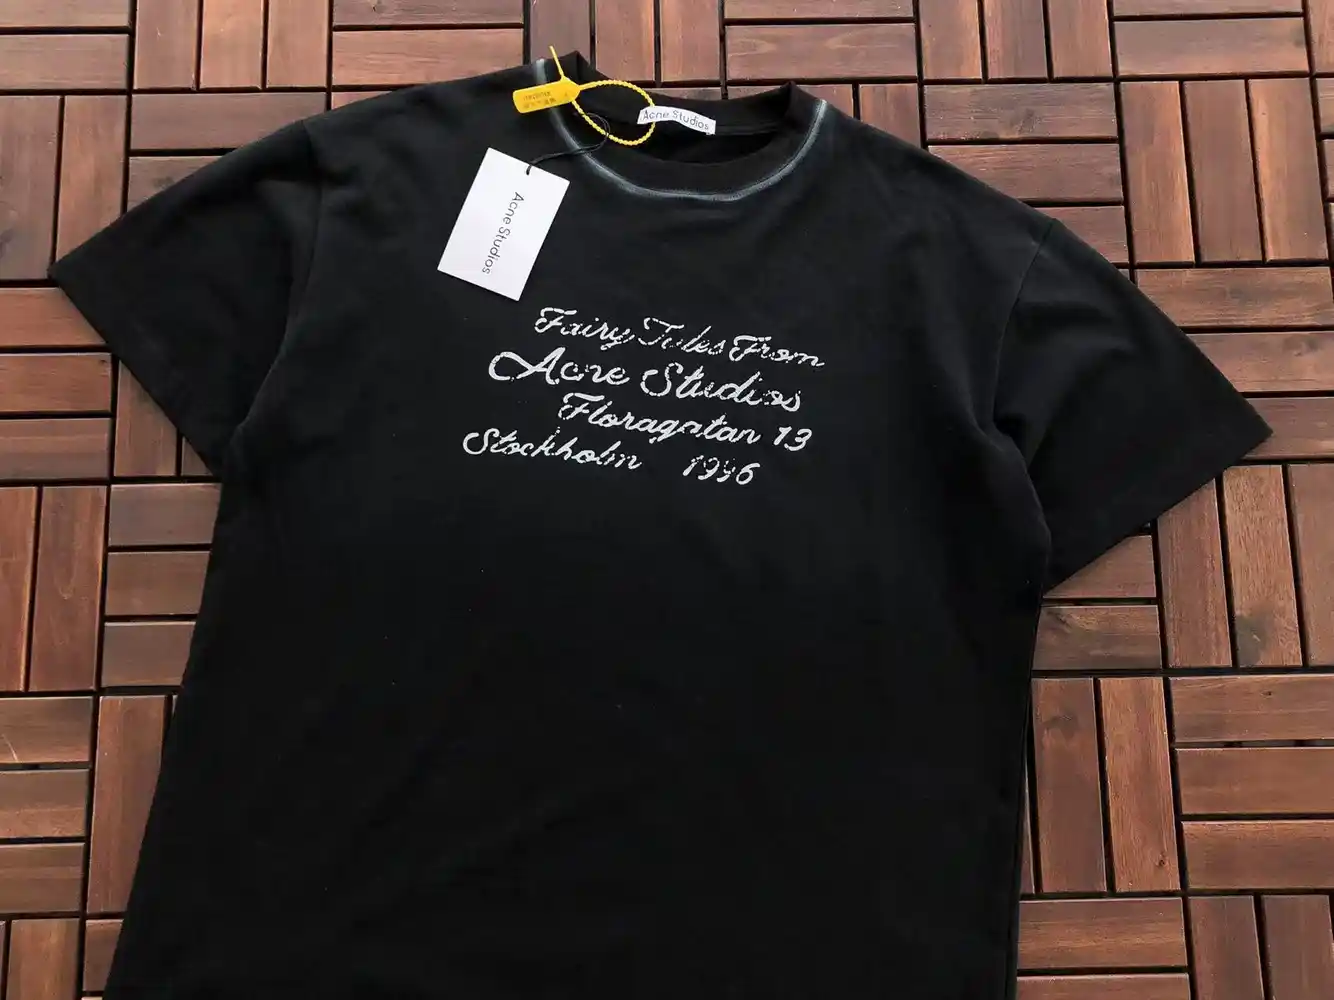 Acne Studios
Acne Studios
Fairy Tales From
Acne Studios
Floragatan 13
Stockholm 1996